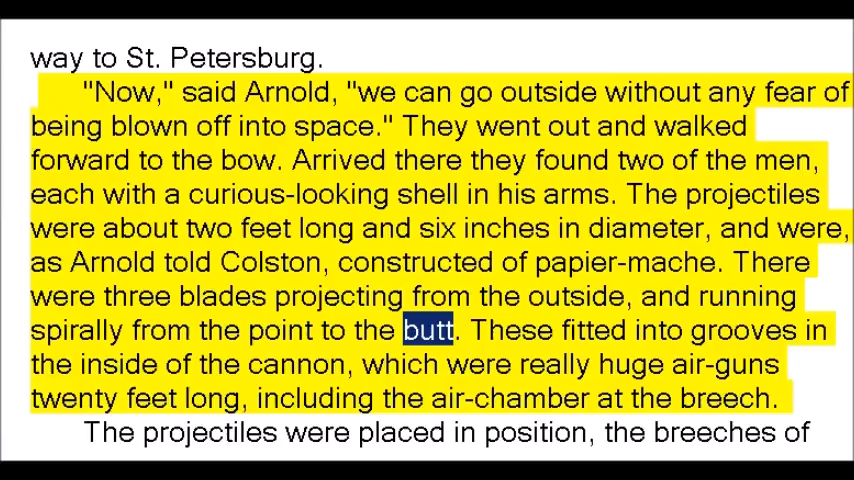 way to St. Petersburg.
"Now," said Arnold, "we can go outside without any fear of
being blown off into space." They went out and walked
forward to the bow. Arrived there they found two of the men,
each with a curious-looking shell in his arms. The projectiles
were about two feet long and six inches in diameter, and were,
as Arnold told Colston, constructed of papier-mache. There
were three blades projecting from the outside, and running
spirally from the point to the butt. These fitted into grooves in
the inside of the cannon, which were really huge air-guns
twenty feet long, including the air-chamber at the breech.
The projectiles were placed in position, the breeches of